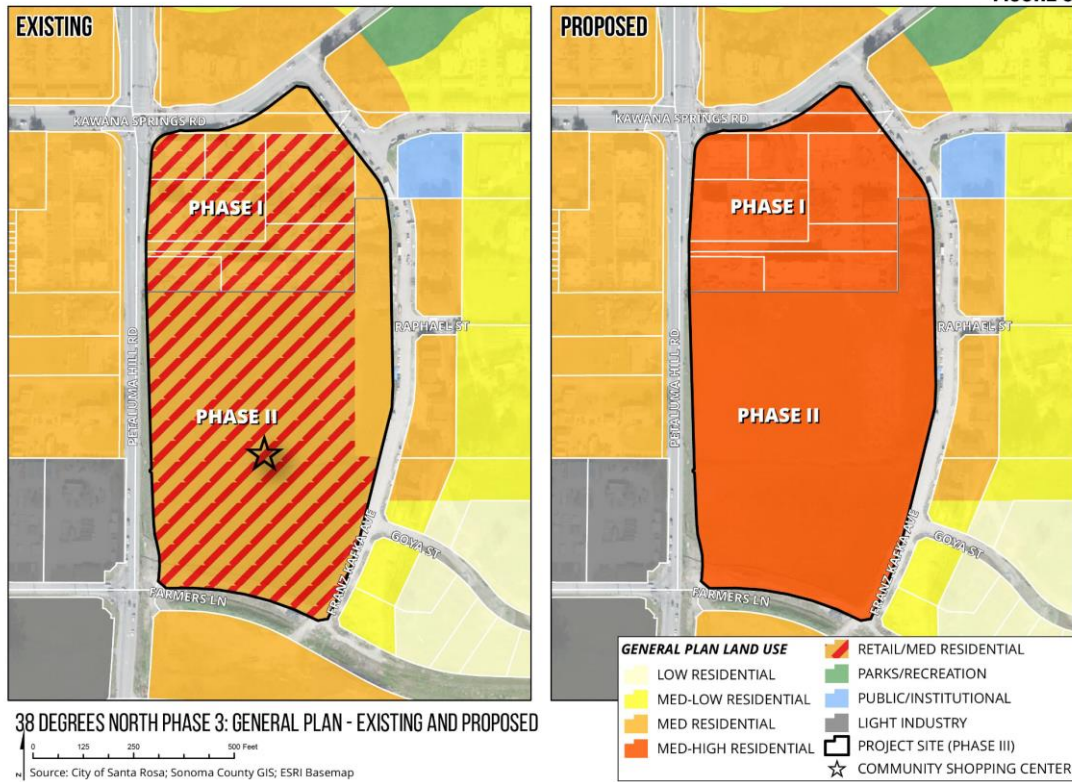 EXISTING
KAWANA SPRINGS RD
PHASE I
RAPHAEL ST
PETALUMA HILL RD
PHASE II
FRANZ KAFKA AVE
GOYA ST
FARMERS LN
PROPOSED
KAWANA SPRINGS RD
PHASE I
RAPHAEL ST
PETALUMA HILL RD
PHASE II
FRANZ KAFKA AVE
GOYA ST
FARMERS LN
GENERAL PLAN LAND USE
LOW RESIDENTIAL
MED-LOW RESIDENTIAL
MED RESIDENTIAL
MED-HIGH RESIDENTIAL
RETAIL/MED RESIDENTIAL
PARKS/RECREATION
PUBLIC/INSTITUTIONAL
LIGHT INDUSTRY
PROJECT SITE (PHASE III)
COMMUNITY SHOPPING CENTER
38 DEGREES NORTH PHASE 3: GENERAL PLAN - EXISTING AND PROPOSED
0 125 250 500 Feet
N
Source: City of Santa Rosa; Sonoma County GIS; ESRI Basemap